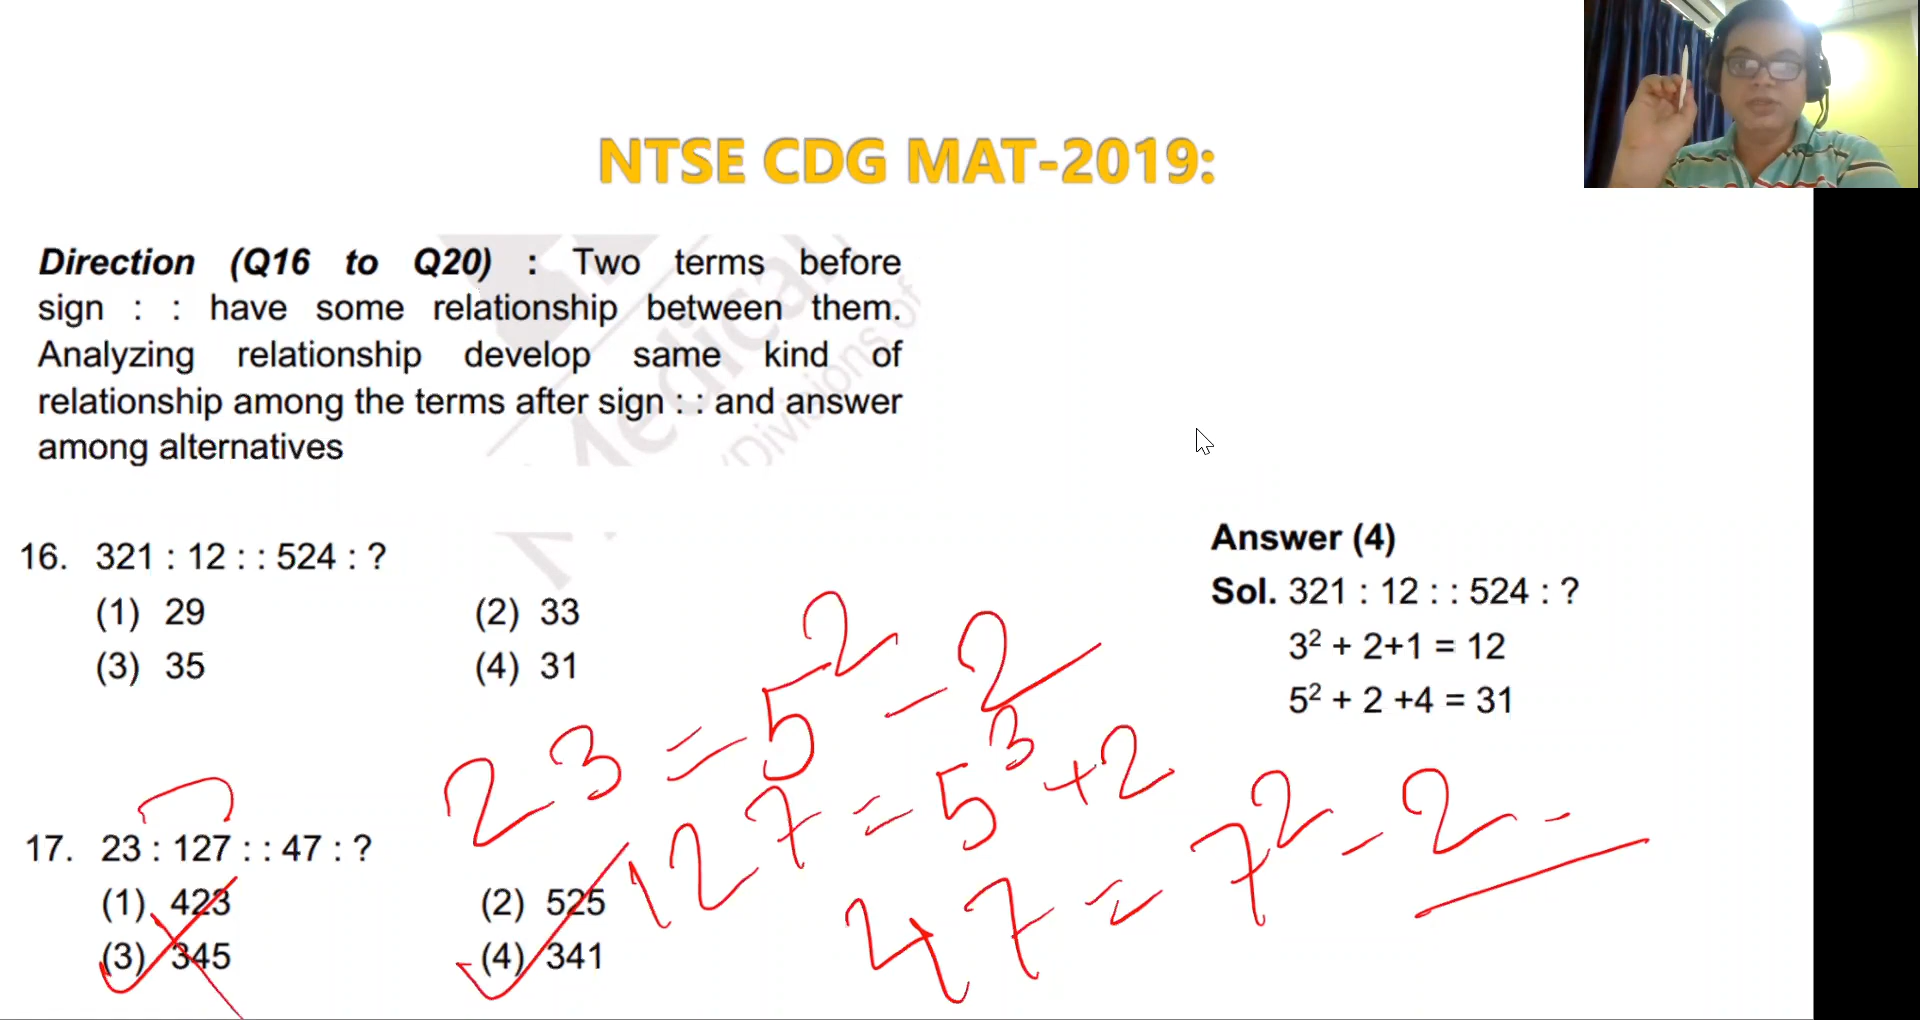 NTSE CDG MAT-2019:
Direction (Q16 to Q20) : Two terms before
sign : : have some relationship between them.
Analyzing relationship develop same kind of
relationship among the terms after sign : : and answer
among alternatives
16. 321 : 12 : : 524 : ?
(1) 29 (2) 33
(3) 35 (4) 31
Answer (4)
Sol. 321 : 12 : : 524 : ?
3² + 2+1 = 12
5² + 2 +4 = 31
23 = 5² - 2
127 = 5³ + 2
47 = 7² - 2 -
17. 23 : 127 : : 47 : ?
(1) 423 (2) 525
(3) 345 (4) 341
Medical
(Divisions of